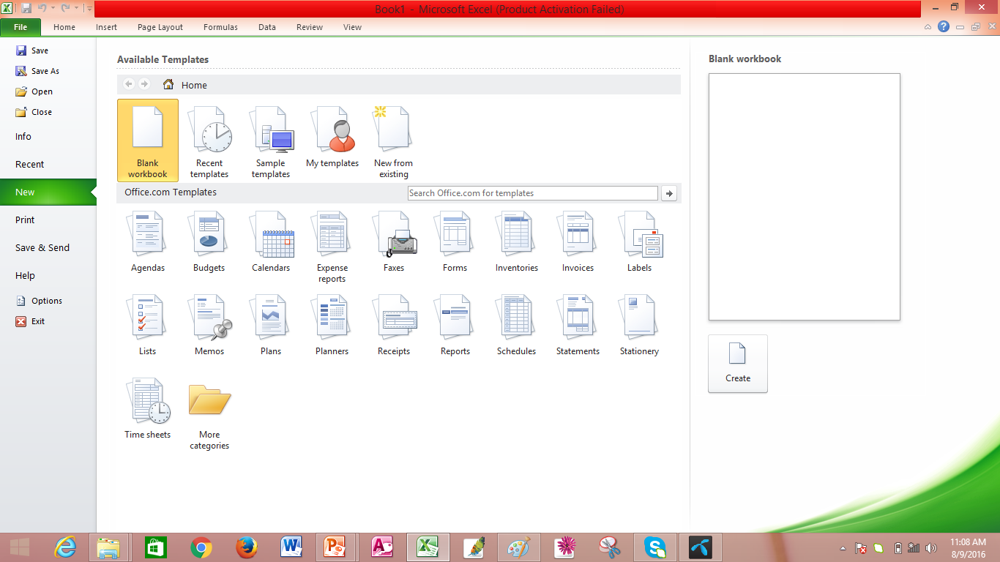 Book1 - Microsoft Excel (Product Activation Failed)
File Home Insert Page Layout Formulas Data Review View
Save
Save As
Open
Close
Info
Recent
New
Print
Save & Send
Help
Options
Exit
Available Templates
Home
Blank workbook
Recent templates
Sample templates
My templates
New from existing
Office.com Templates
Search Office.com for templates
Agendas
Budgets
Calendars
Expense reports
Faxes
Forms
Inventories
Invoices
Labels
Lists
Memos
Plans
Planners
Receipts
Reports
Schedules
Statements
Stationery
Time sheets
More categories
Blank workbook
Create
11:08 AM
8/9/2016